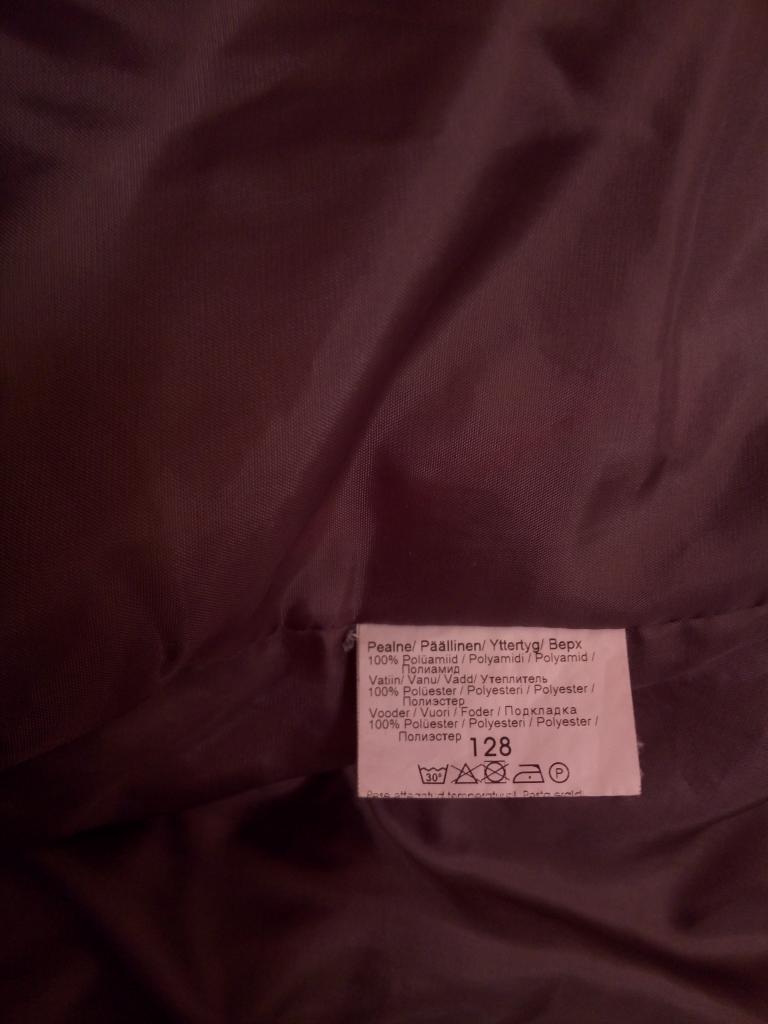 Pealne/ Päällinen/ Yttertyg/ Верх
100% Polüamiid / Polyamidi / Polyamid /
Полиамид
Vatiin/ Vanu/ Vadd/ Утеплитель
100% Polüester / Polyesteri / Polyester /
Полиэстер
Vooder / Vuori / Foder / Подкладка
100% Polüester / Polyesteri / Polyester /
Полиэстер
128
30° P